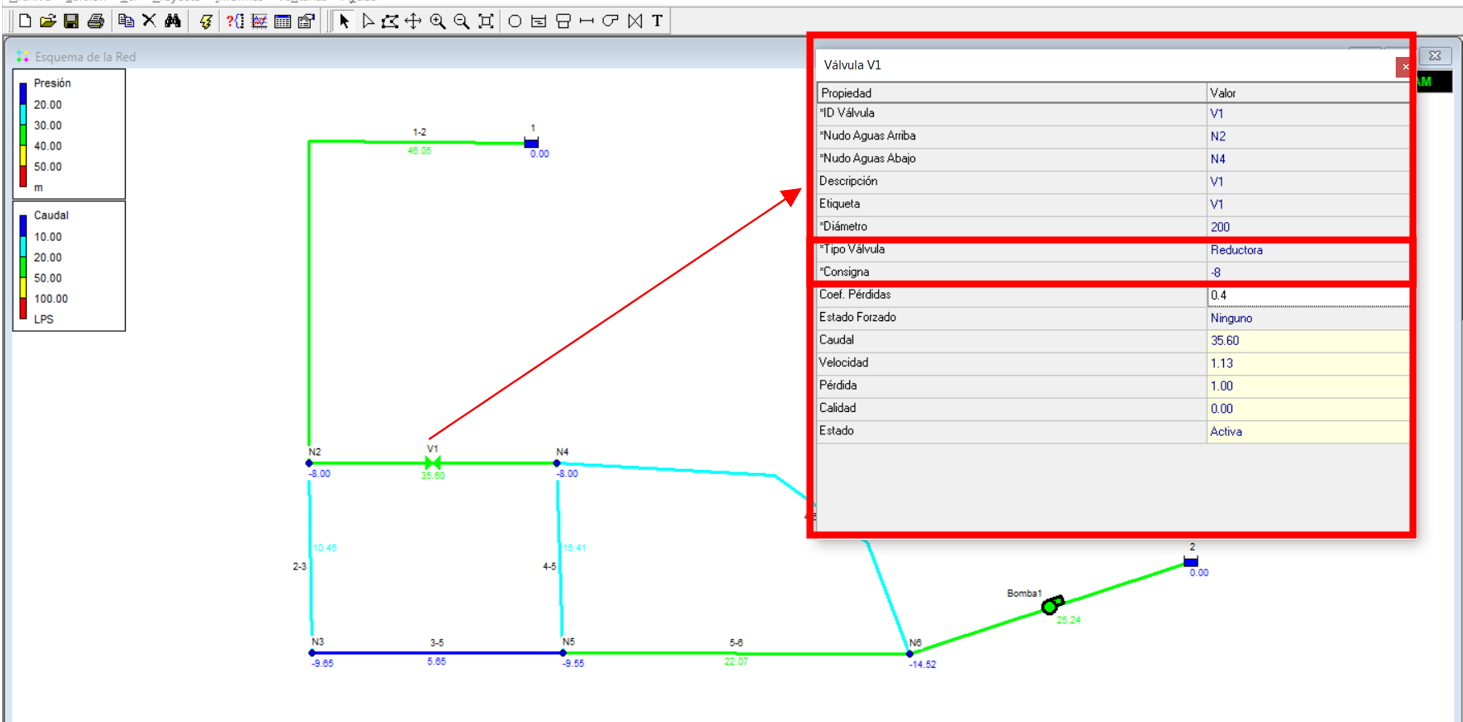 T
Esquema de la Red
Presión
20.00
30.00
40.00
50.00
m
Caudal
10.00
20.00
50.00
100.00
LPS
1-2
46.05
1
0.00
N2
-8.00
V1
35.60
N4
-8.00
10.45
2-3
16.41
4-5
N3
-9.65
3-5
5.65
N5
-9.55
5-6
22.07
N6
-14.52
Bomba1
25.24
2
0.00
Válvula V1
Propiedad Valor
*ID Válvula V1
*Nudo Aguas Arriba N2
*Nudo Aguas Abajo N4
Descripción V1
Etiqueta V1
*Diámetro 200
*Tipo Válvula Reductora
*Consigna -8
Coef. Pérdidas 0.4
Estado Forzado Ninguno
Caudal 35.60
Velocidad 1.13
Pérdida 1.00
Calidad 0.00
Estado Activa